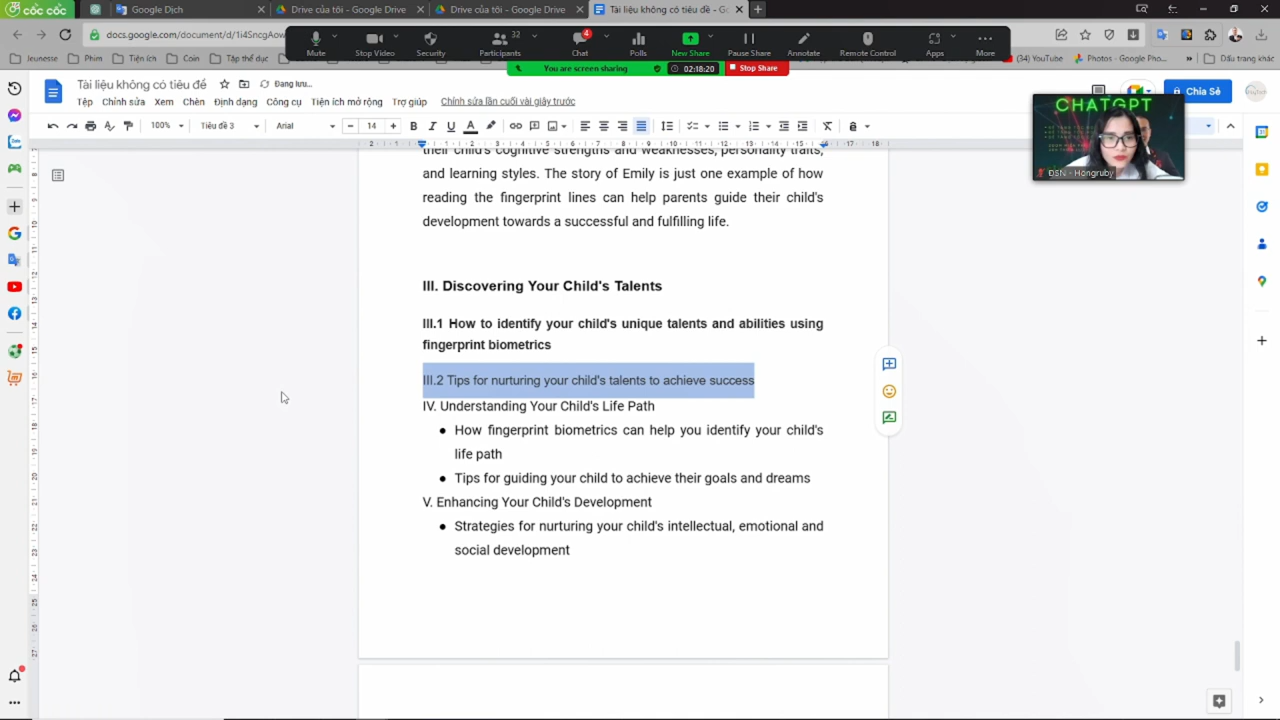 cốc cốc
Google Dịch
Drive của tôi - Google Drive
Drive của tôi - Google Drive
Tài liệu không có tiêu đề - Go
docs.google.com/document/d/1i4SncgAow
Mute
Stop Video
Security
32
Participants
4
Chat
Polls
New Share
Pause Share
Annotate
Remote Control
Apps
More
You are screen sharing
02:18:20
Stop Share
Jeunesse
Phim
Tiện ích
Coin
Tập thể dục
(34) YouTube
Photos - Google Pho...
Dấu trang khác
Tài liệu không có tiêu đề
Đang lưu...
Tệp Chỉnh sửa Xem Chèn Định dạng Công cụ Tiện ích mở rộng Trợ giúp
Chỉnh sửa lần cuối vài giây trước
Chia Sẻ
100%
Tiêu đề 3
Arial
14
CHATGPT
ĐSN - Hongruby
their child's cognitive strengths and weaknesses, personality traits,
and learning styles. The story of Emily is just one example of how
reading the fingerprint lines can help parents guide their child's
development towards a successful and fulfilling life.
III. Discovering Your Child's Talents
III.1 How to identify your child's unique talents and abilities using
fingerprint biometrics
III.2 Tips for nurturing your child's talents to achieve success
IV. Understanding Your Child's Life Path
● How fingerprint biometrics can help you identify your child's
life path
● Tips for guiding your child to achieve their goals and dreams
V. Enhancing Your Child's Development
● Strategies for nurturing your child's intellectual, emotional and
social development